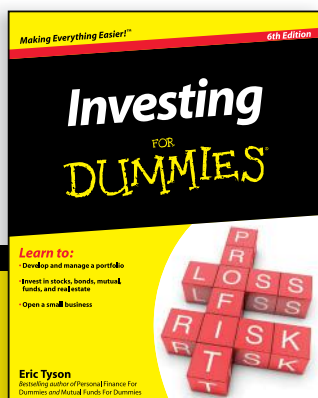 Making Everything Easier!™
6th Edition
Investing
FOR
DUMMIES®
Learn to:
• Develop and manage a portfolio
• Invest in stocks, bonds, mutual,
funds, and real estate
• Open a small business
PROFIT
LOSS
RISK
Eric Tyson
Bestselling author of Personal Finance For
Dummies and Mutual Funds For Dummies